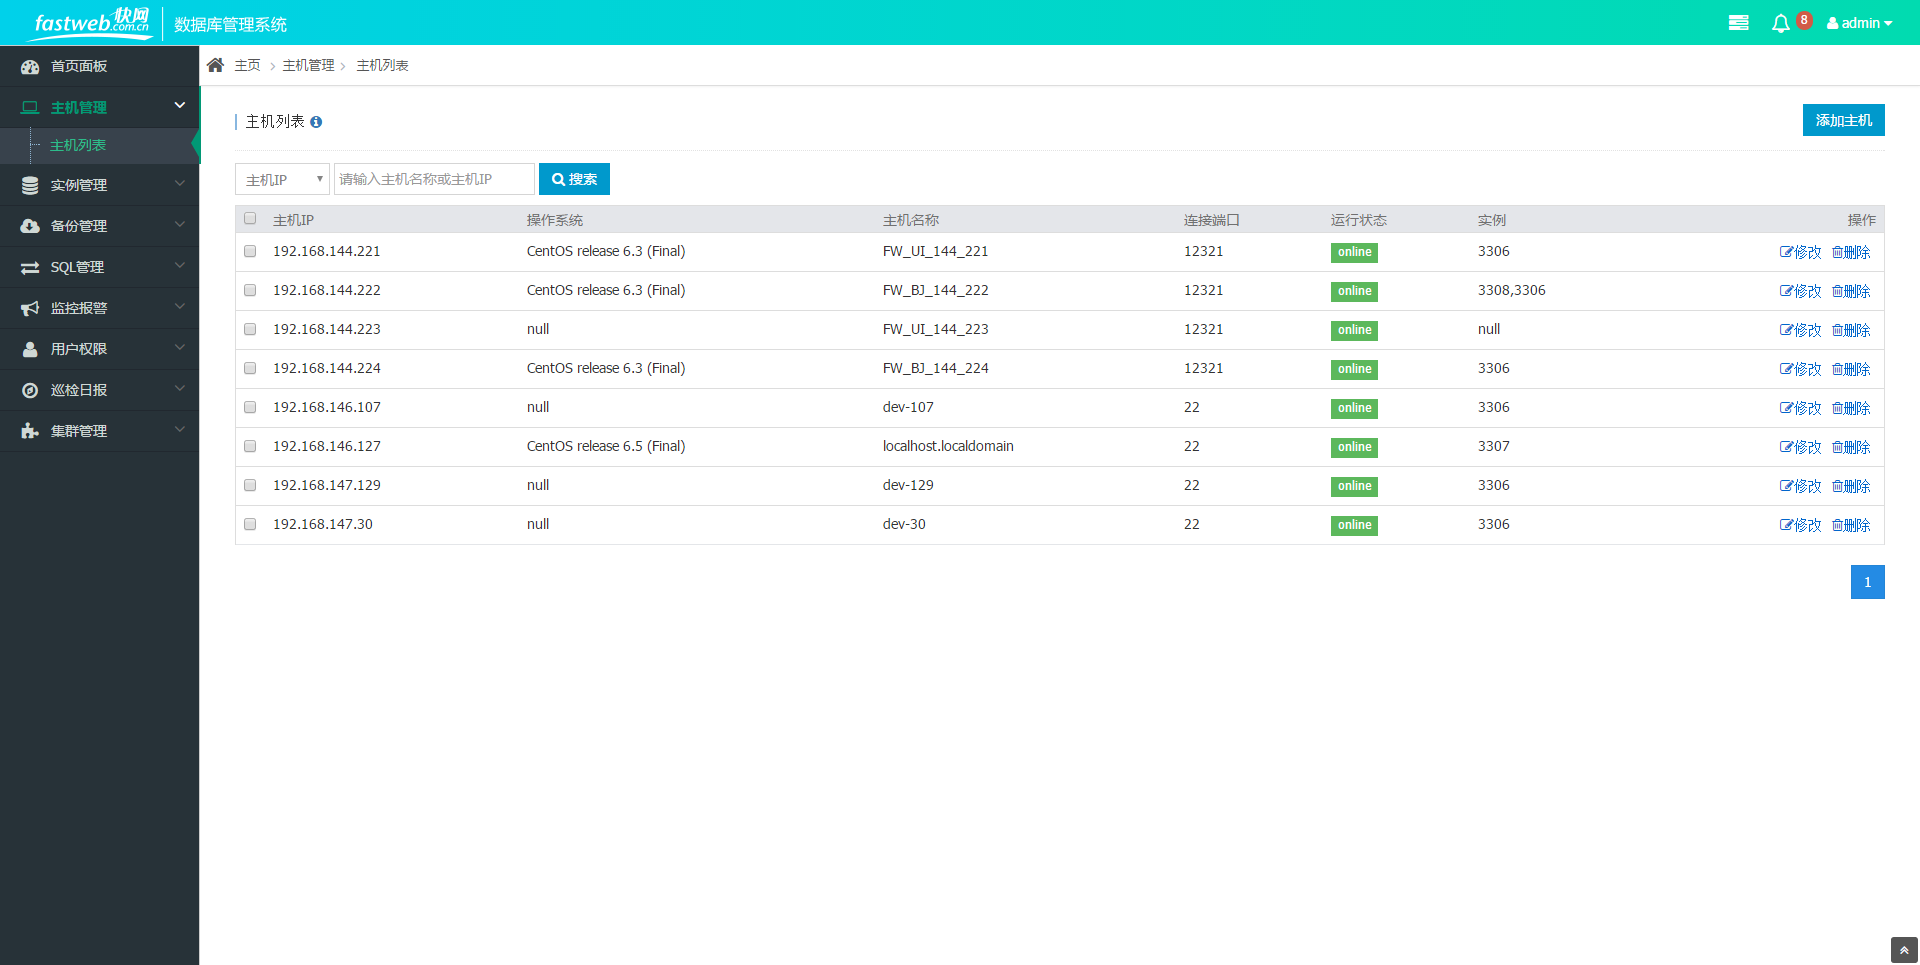 fastweb快网 .com.cn 数据库管理系统 8 admin
首页面板
主机管理
主机列表
实例管理
备份管理
SQL管理
监控报警
用户权限
巡检日报
集群管理
主页 主机管理 主机列表
主机列表 添加主机
主机IP 请输入主机名称或主机IP 搜索
主机IP 操作系统 主机名称 连接端口 运行状态 实例 操作
192.168.144.221 CentOS release 6.3 (Final) FW_UI_144_221 12321 online 3306 修改 删除
192.168.144.222 CentOS release 6.3 (Final) FW_BJ_144_222 12321 online 3308,3306 修改 删除
192.168.144.223 null FW_UI_144_223 12321 online null 修改 删除
192.168.144.224 CentOS release 6.3 (Final) FW_BJ_144_224 12321 online 3306 修改 删除
192.168.146.107 null dev-107 22 online 3306 修改 删除
192.168.146.127 CentOS release 6.5 (Final) localhost.localdomain 22 online 3307 修改 删除
192.168.147.129 null dev-129 22 online 3306 修改 删除
192.168.147.30 null dev-30 22 online 3306 修改 删除
1